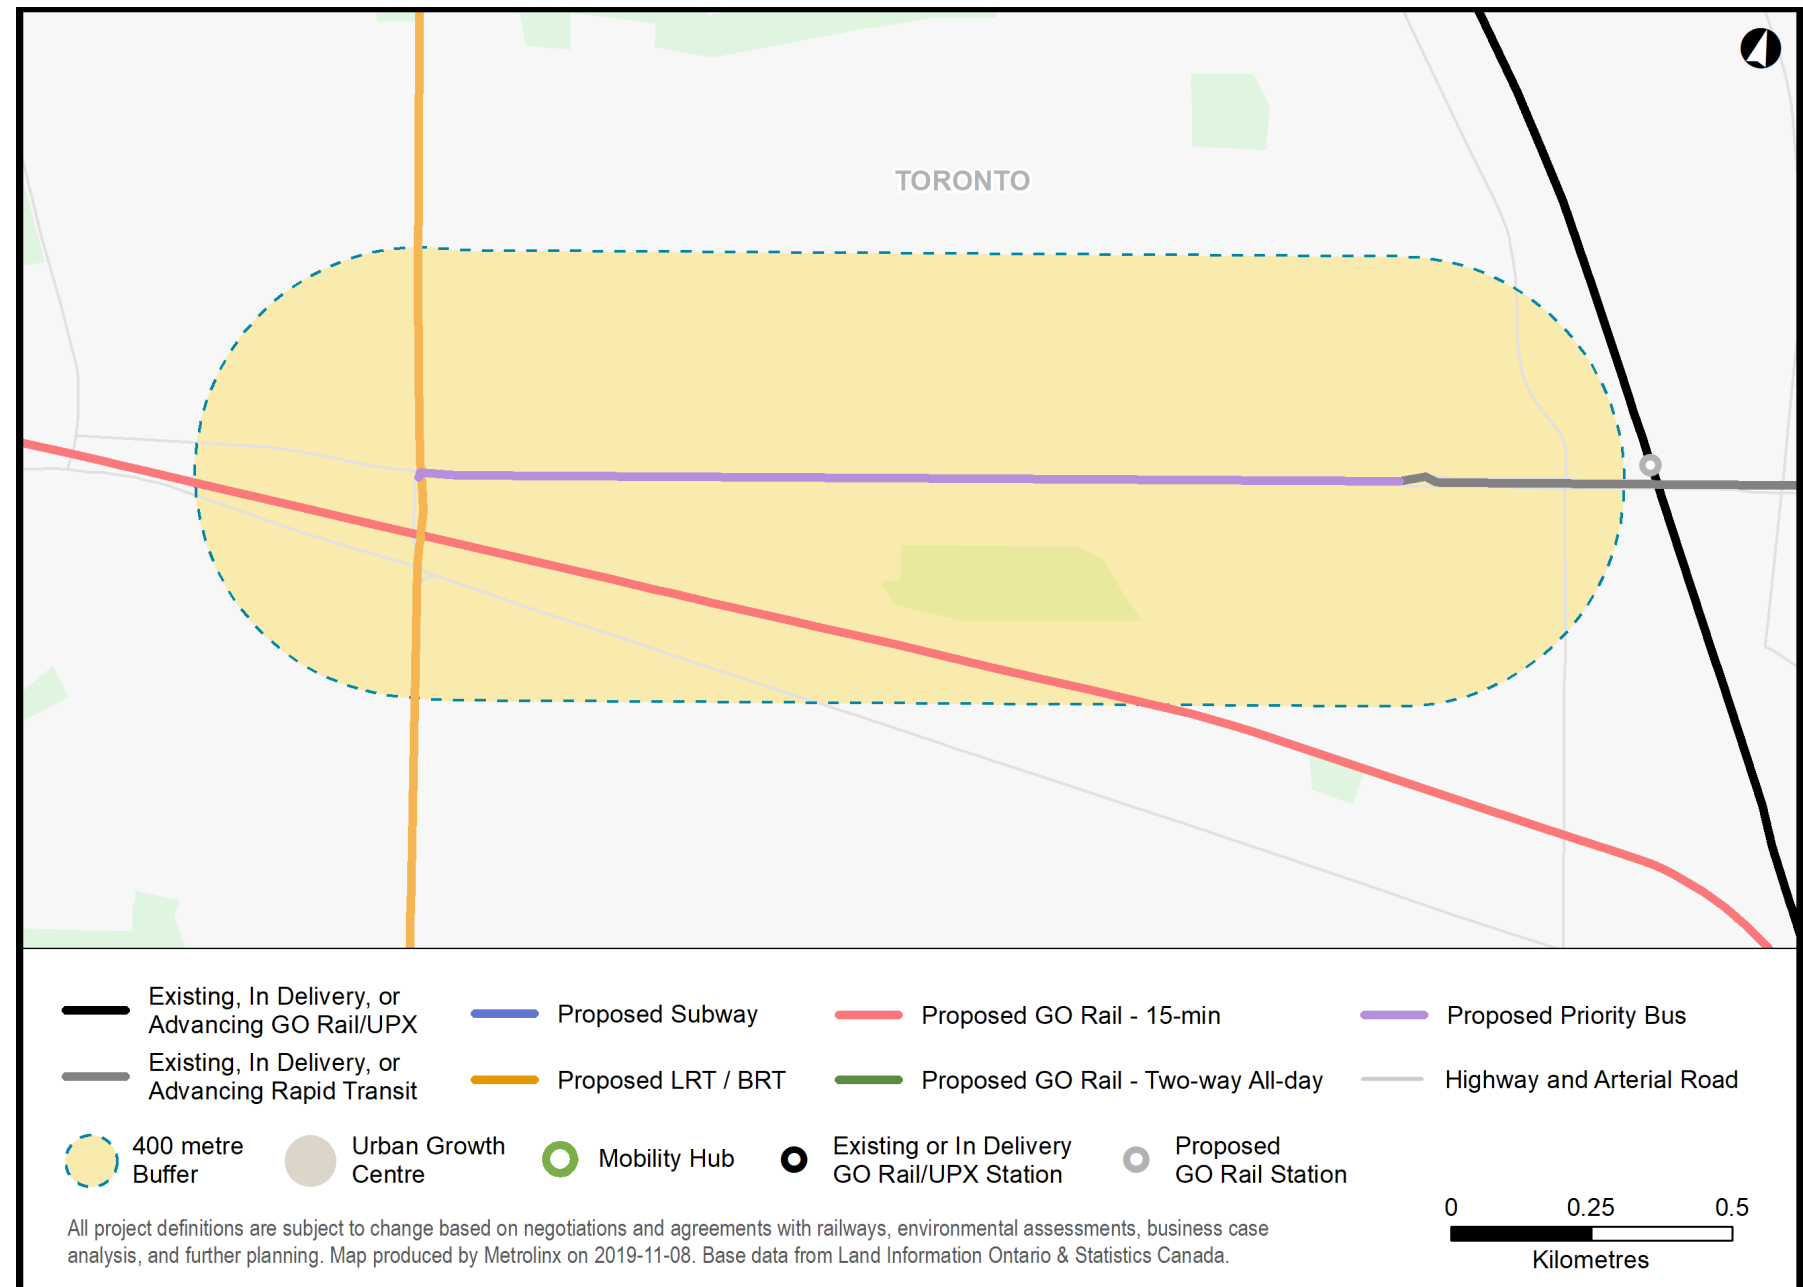 TORONTO
Existing, In Delivery, or
Advancing GO Rail/UPX
Proposed Subway
Proposed GO Rail - 15-min
Proposed Priority Bus
Existing, In Delivery, or
Advancing Rapid Transit
Proposed LRT / BRT
Proposed GO Rail - Two-way All-day
Highway and Arterial Road
400 metre
Buffer
Urban Growth
Centre
Mobility Hub
Existing or In Delivery
GO Rail/UPX Station
Proposed
GO Rail Station
0 0.25 0.5
Kilometres
All project definitions are subject to change based on negotiations and agreements with railways, environmental assessments, business case
analysis, and further planning. Map produced by Metrolinx on 2019-11-08. Base data from Land Information Ontario & Statistics Canada.